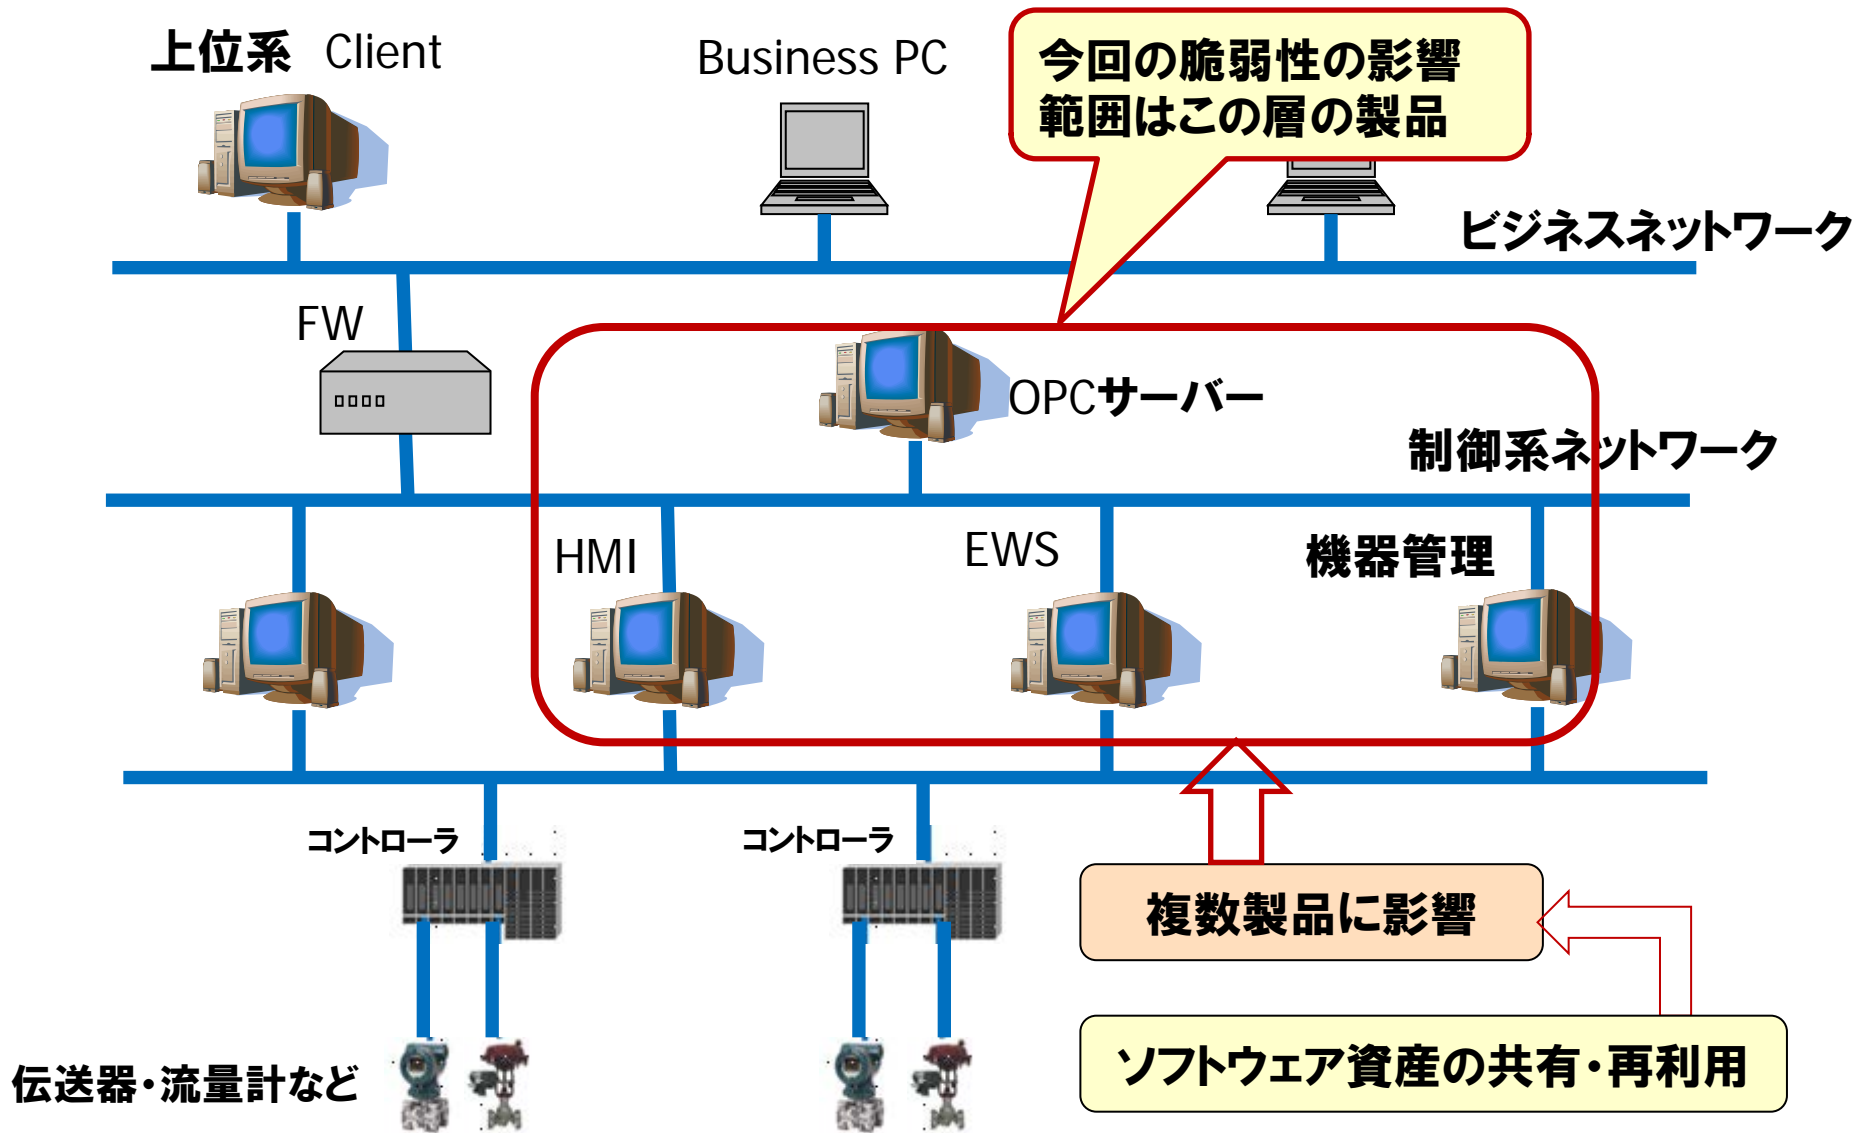 上位系 Client
Business PC
今回の脆弱性の影響
範囲はこの層の製品
ビジネスネットワーク
FW
OPCサーバー
制御系ネットワーク
HMI
EWS
機器管理
コントローラ
コントローラ
複数製品に影響
ソフトウェア資産の共有・再利用
伝送器・流量計など